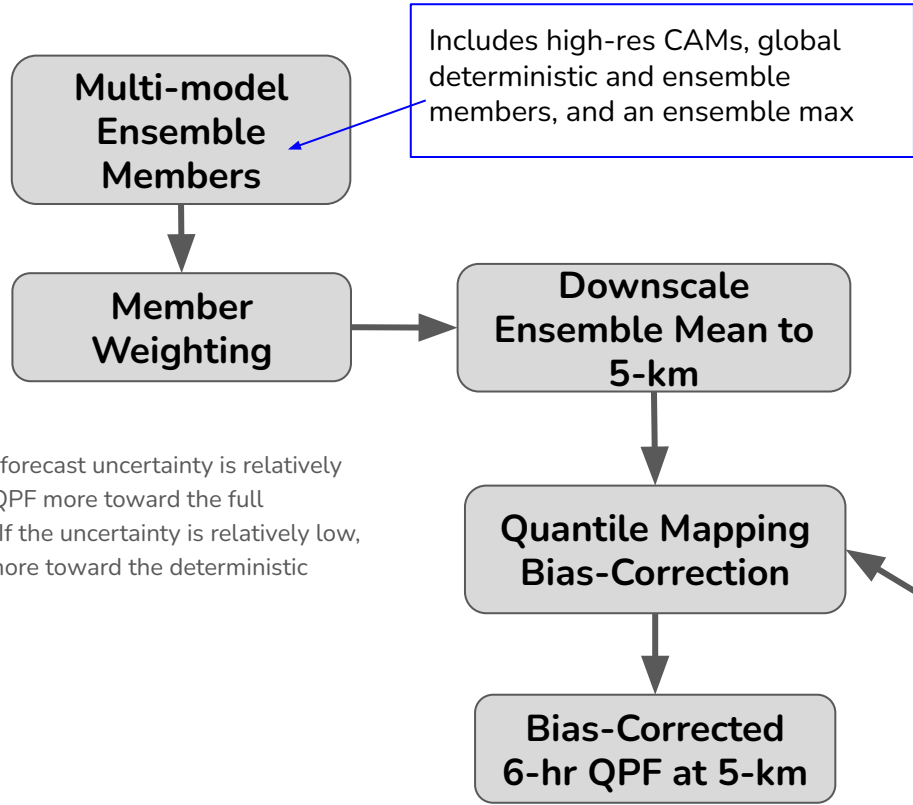 Includes high-res CAMs, global
deterministic and ensemble
members, and an ensemble max
Multi-model
Ensemble
Members
Member
Weighting
Downscale
Ensemble Mean to
5-km
forecast uncertainty is relatively
QPF more toward the full
If the uncertainty is relatively low,
more toward the deterministic
Quantile Mapping
Bias-Correction
Bias-Corrected
6-hr QPF at 5-km